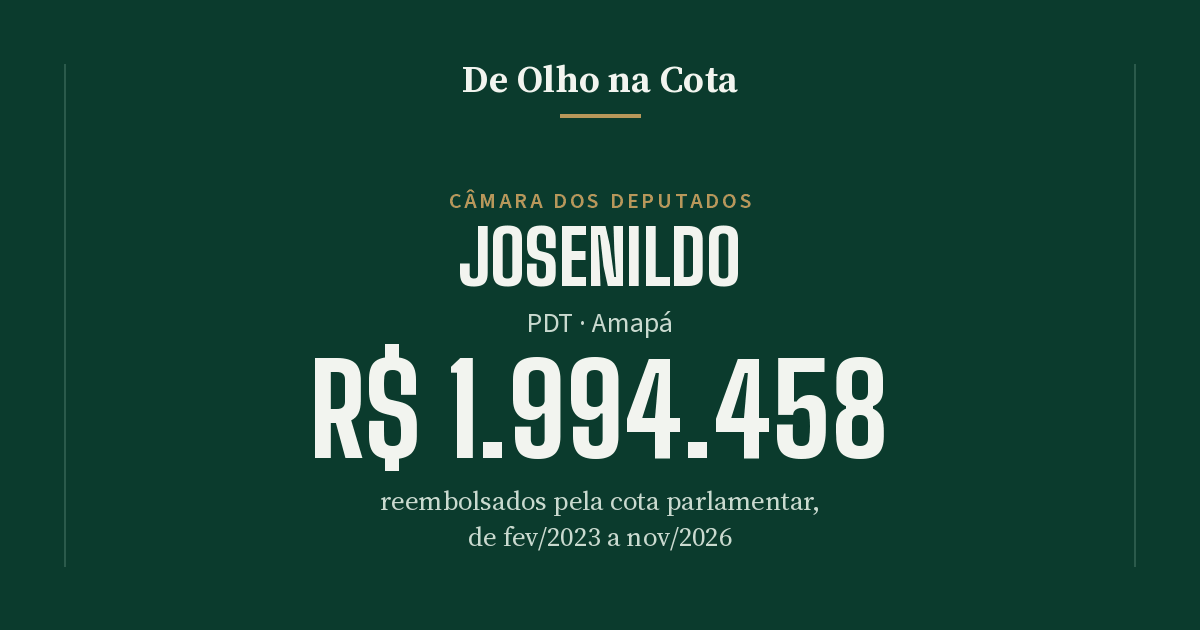 De Olho na Cota
CÂMARA DOS DEPUTADOS
JOSENILDO
PDT · Amapá
R$ 1.994.458
reembolsados pela cota parlamentar,
de fev/2023 a nov/2026